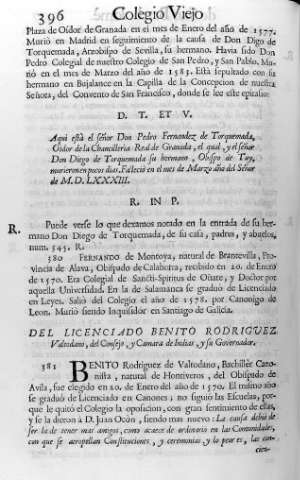 396 Colegio Viejo
Plaza de Oidor de Granada en el mes de Enero del año de 1577.
Murió en Madrid en seguimiento de la causa de Don Digo de
Torquemada, Arzobispo de Sevilla, su hermano. Havia sido Don
Pedro Colegial de nuestro Colegio de San Pedro, y San Pablo. Mu-
rió en el mes de Marzo del año de 1583. Està sepultado con su
hermano en Bujalance en la Capilla de la Concepcion de nuestra
Señora, del Convento de San Francisco, donde se lee este epitafio:
D. T. ET V.
Aqui està el señor Don Pedro Fernandez de Torquemada,
Oidor de la Chancilleria Real de Granada, el qual, y el señor
Don Diego de Torquemada su hermano, Obispo de Tuy,
murieron en pocos dias. Falleció en el mes de Marzo año del Señor
de M.D.LXXXIII.
R. IN P.
Puede verse lo que dexamos notado en la entrada de su her-
R. mano Don Diego de Torquemada, de su casa, padres, y abuelos,
num. 345. R.
380 FERNANDO de Montoya, natural de Brantevilla, Pro-
vincia de Alava, Obispado de Calahorra, recibido en 20. de Enero
de 1570. Era Colegial de Sancti-Spiritus de Oñate, y Doctor por
aquella Universidad. En la de Salamanca se graduó de Licenciado
en Leyes. Salió del Colegio el año de 1578. por Canonigo de
Leon. Murió siendo Inquisidor en Santiago de Galicia.
DEL LICENCIADO BENITO RODRIGUEZ
Valtodano, del Consejo, y Camara de Indias, y su Governador.
381 BENITO Rodriguez de Valtodano, Bachillèr Cano-
nista, natural de Hontiveros, del Obispado de
Avila, fue elegido en 20. de Enero del año de 1570. El mismo año
se graduó de Licenciado en Canones; no siguió las Escuelas, por-
que le quitó el Colegio la oposicion, con gran sentimiento de ellas,
y se la dieron à D. Juan Ocón, siendo mas nuevo: La causa debió de
ser la de tener mas amigos, como acaece de ordinario en las Comunidades,
con que se atropellan Constituciones, y ceremonias, y lo peor es, las con-
cien-